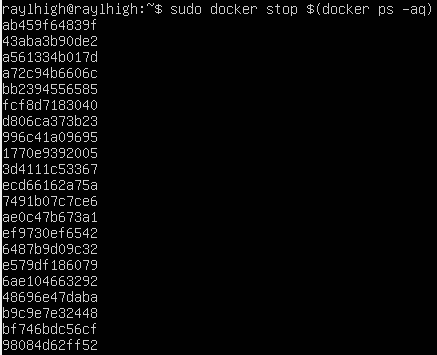 raylhigh@raylhigh:~$ sudo docker stop $(docker ps -aq)
ab459f64839f
43aba3b90de2
a561334b017d
a72c94b6606c
bb2394556585
fcf8d7183040
d806ca373b23
996c41a09695
1770e9392005
3d4111c53367
ecd66162a75a
7491b07c7ce6
ae0c47b673a1
ef9730ef6542
6487b9d09c32
e579df186079
6ae104663292
48696e47daba
b9c9e7e32448
bf746bdc56cf
98084d62ff52